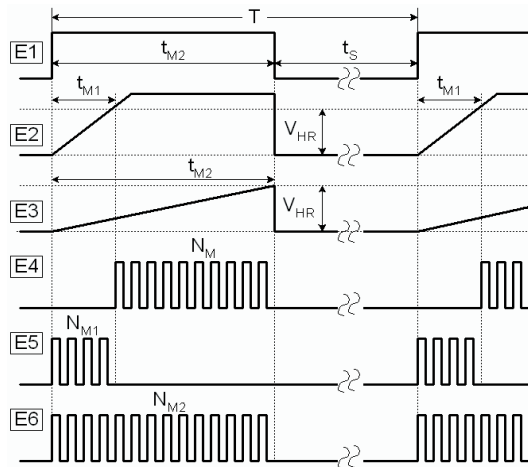 T
E1
t_M2
t_S
t_M1
t_M1
E2
V_HR
t_M2
E3
V_HR
N_M
E4
N_M1
E5
N_M2
E6